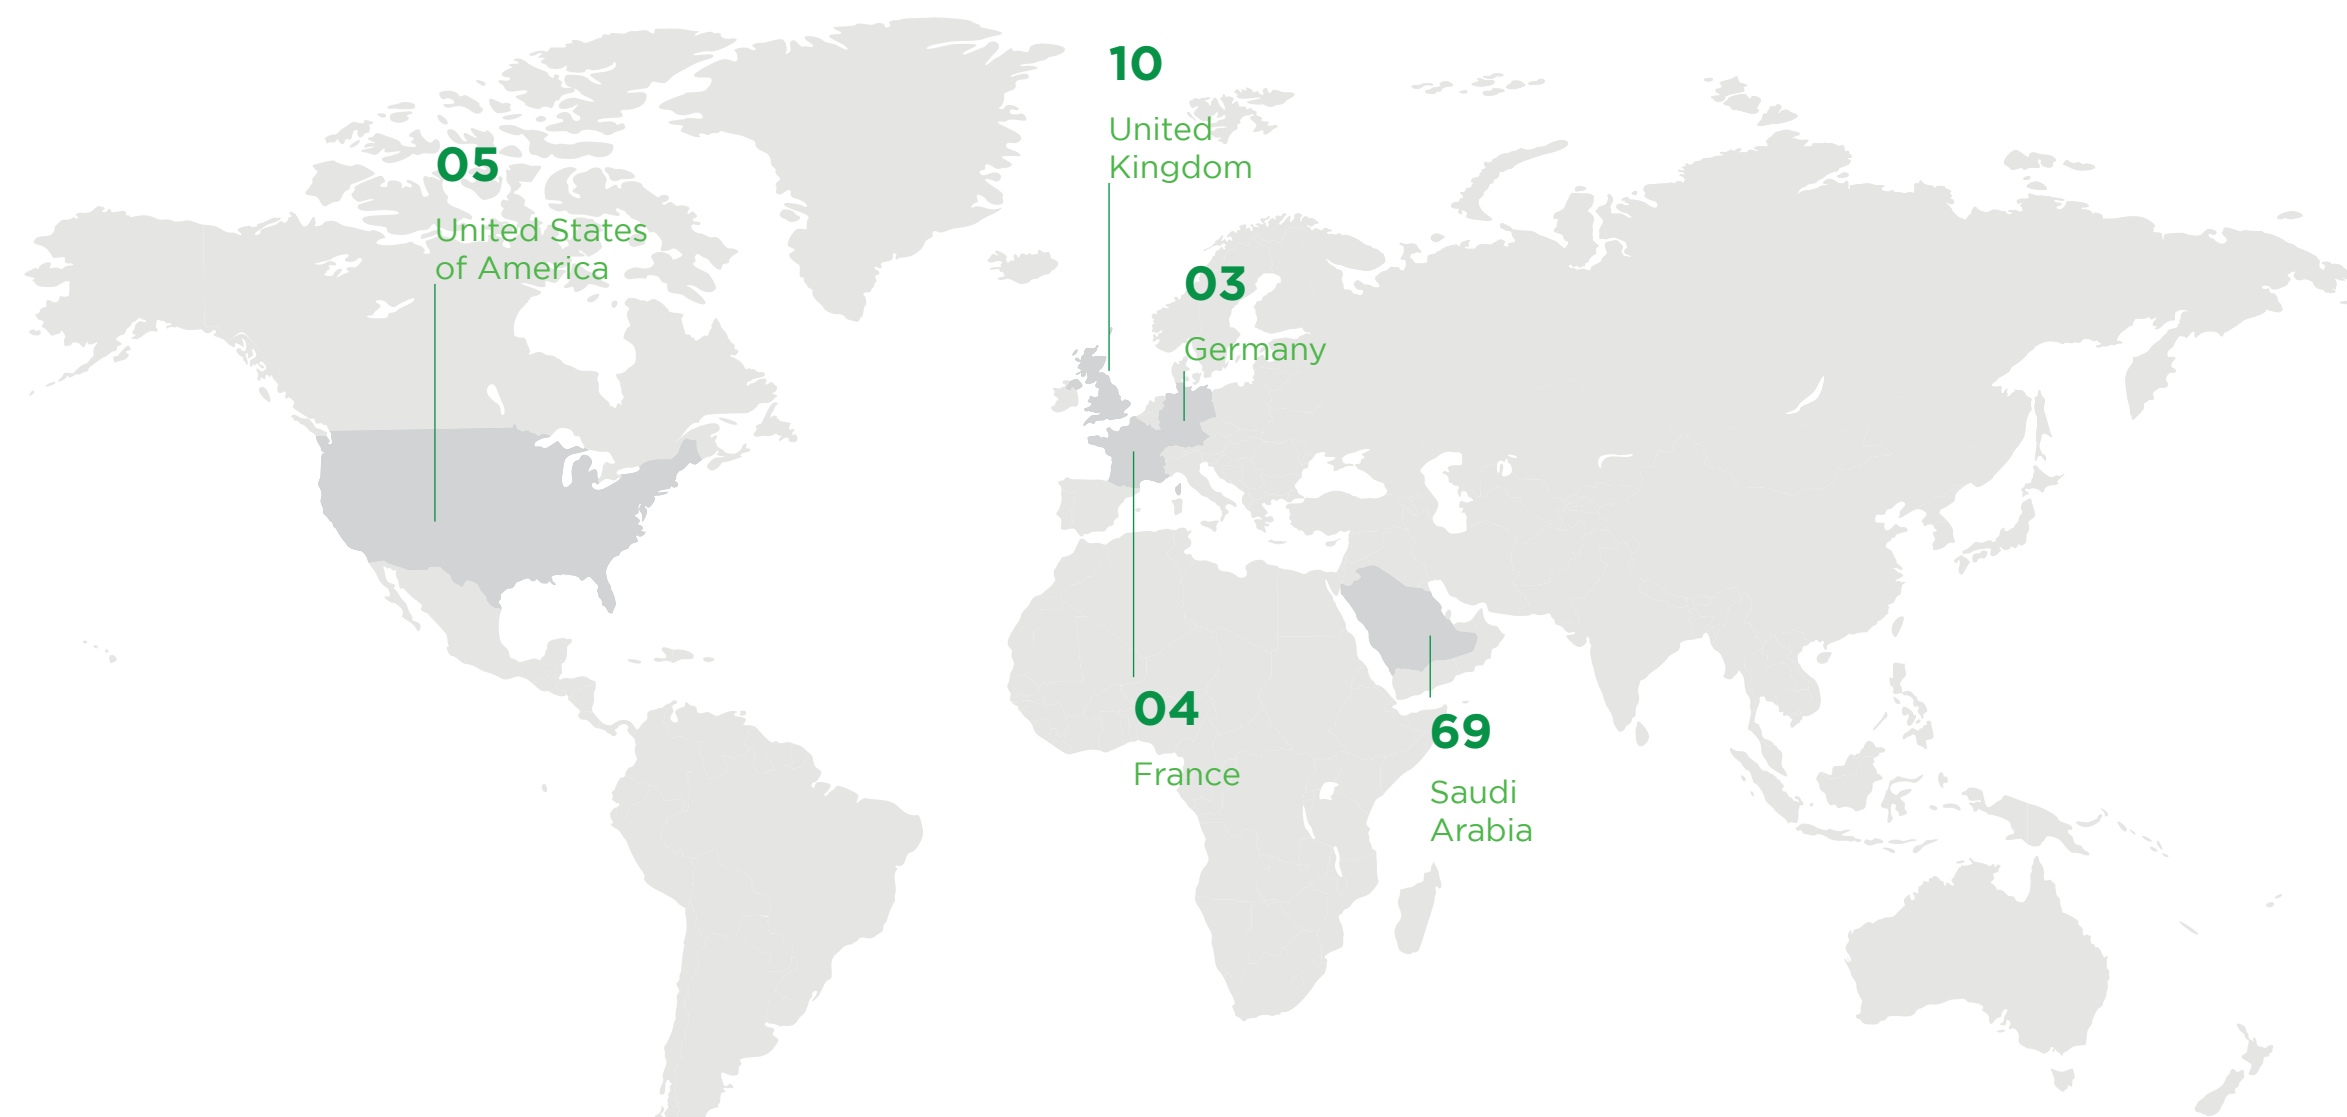 10
United
Kingdom
05
United States
of America
03
Germany
04
France
69
Saudi
Arabia